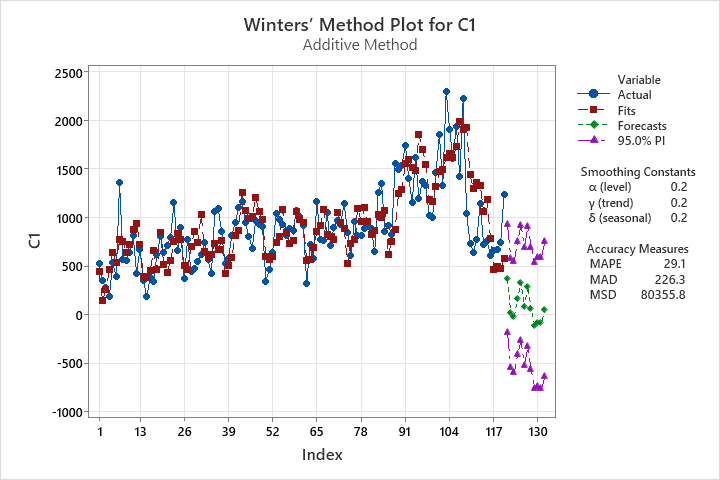 Winters’ Method Plot for C1
Additive Method
2500
2000
1500
1000
500
0
-500
-1000
C1
1 13 26 39 52 65 78 91 104 117 130
Index
Variable
Actual
Fits
Forecasts
95.0% PI
Smoothing Constants
α (level) 0.2
γ (trend) 0.2
δ (seasonal) 0.2
Accuracy Measures
MAPE 29.1
MAD 226.3
MSD 80355.8